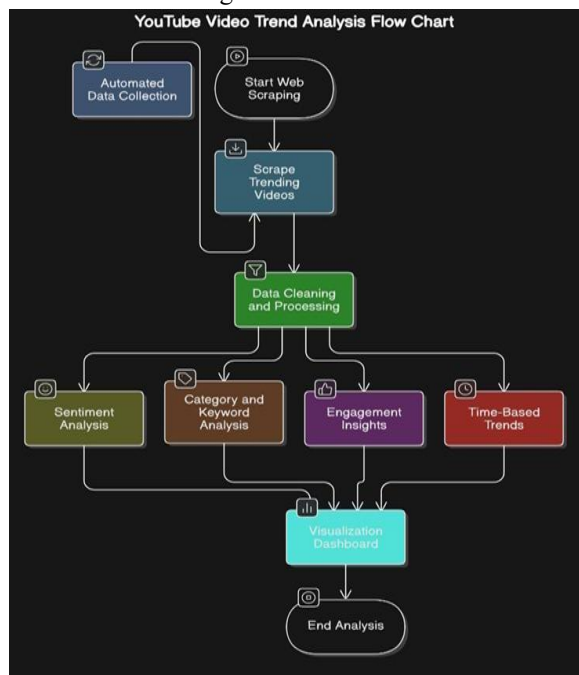 YouTube Video Trend Analysis Flow Chart
Automated
Data Collection
Start Web
Scraping
Scrape
Trending
Videos
Data Cleaning
and Processing
Sentiment
Analysis
Category and
Keyword
Analysis
Engagement
Insights
Time-Based
Trends
Visualization
Dashboard
End Analysis